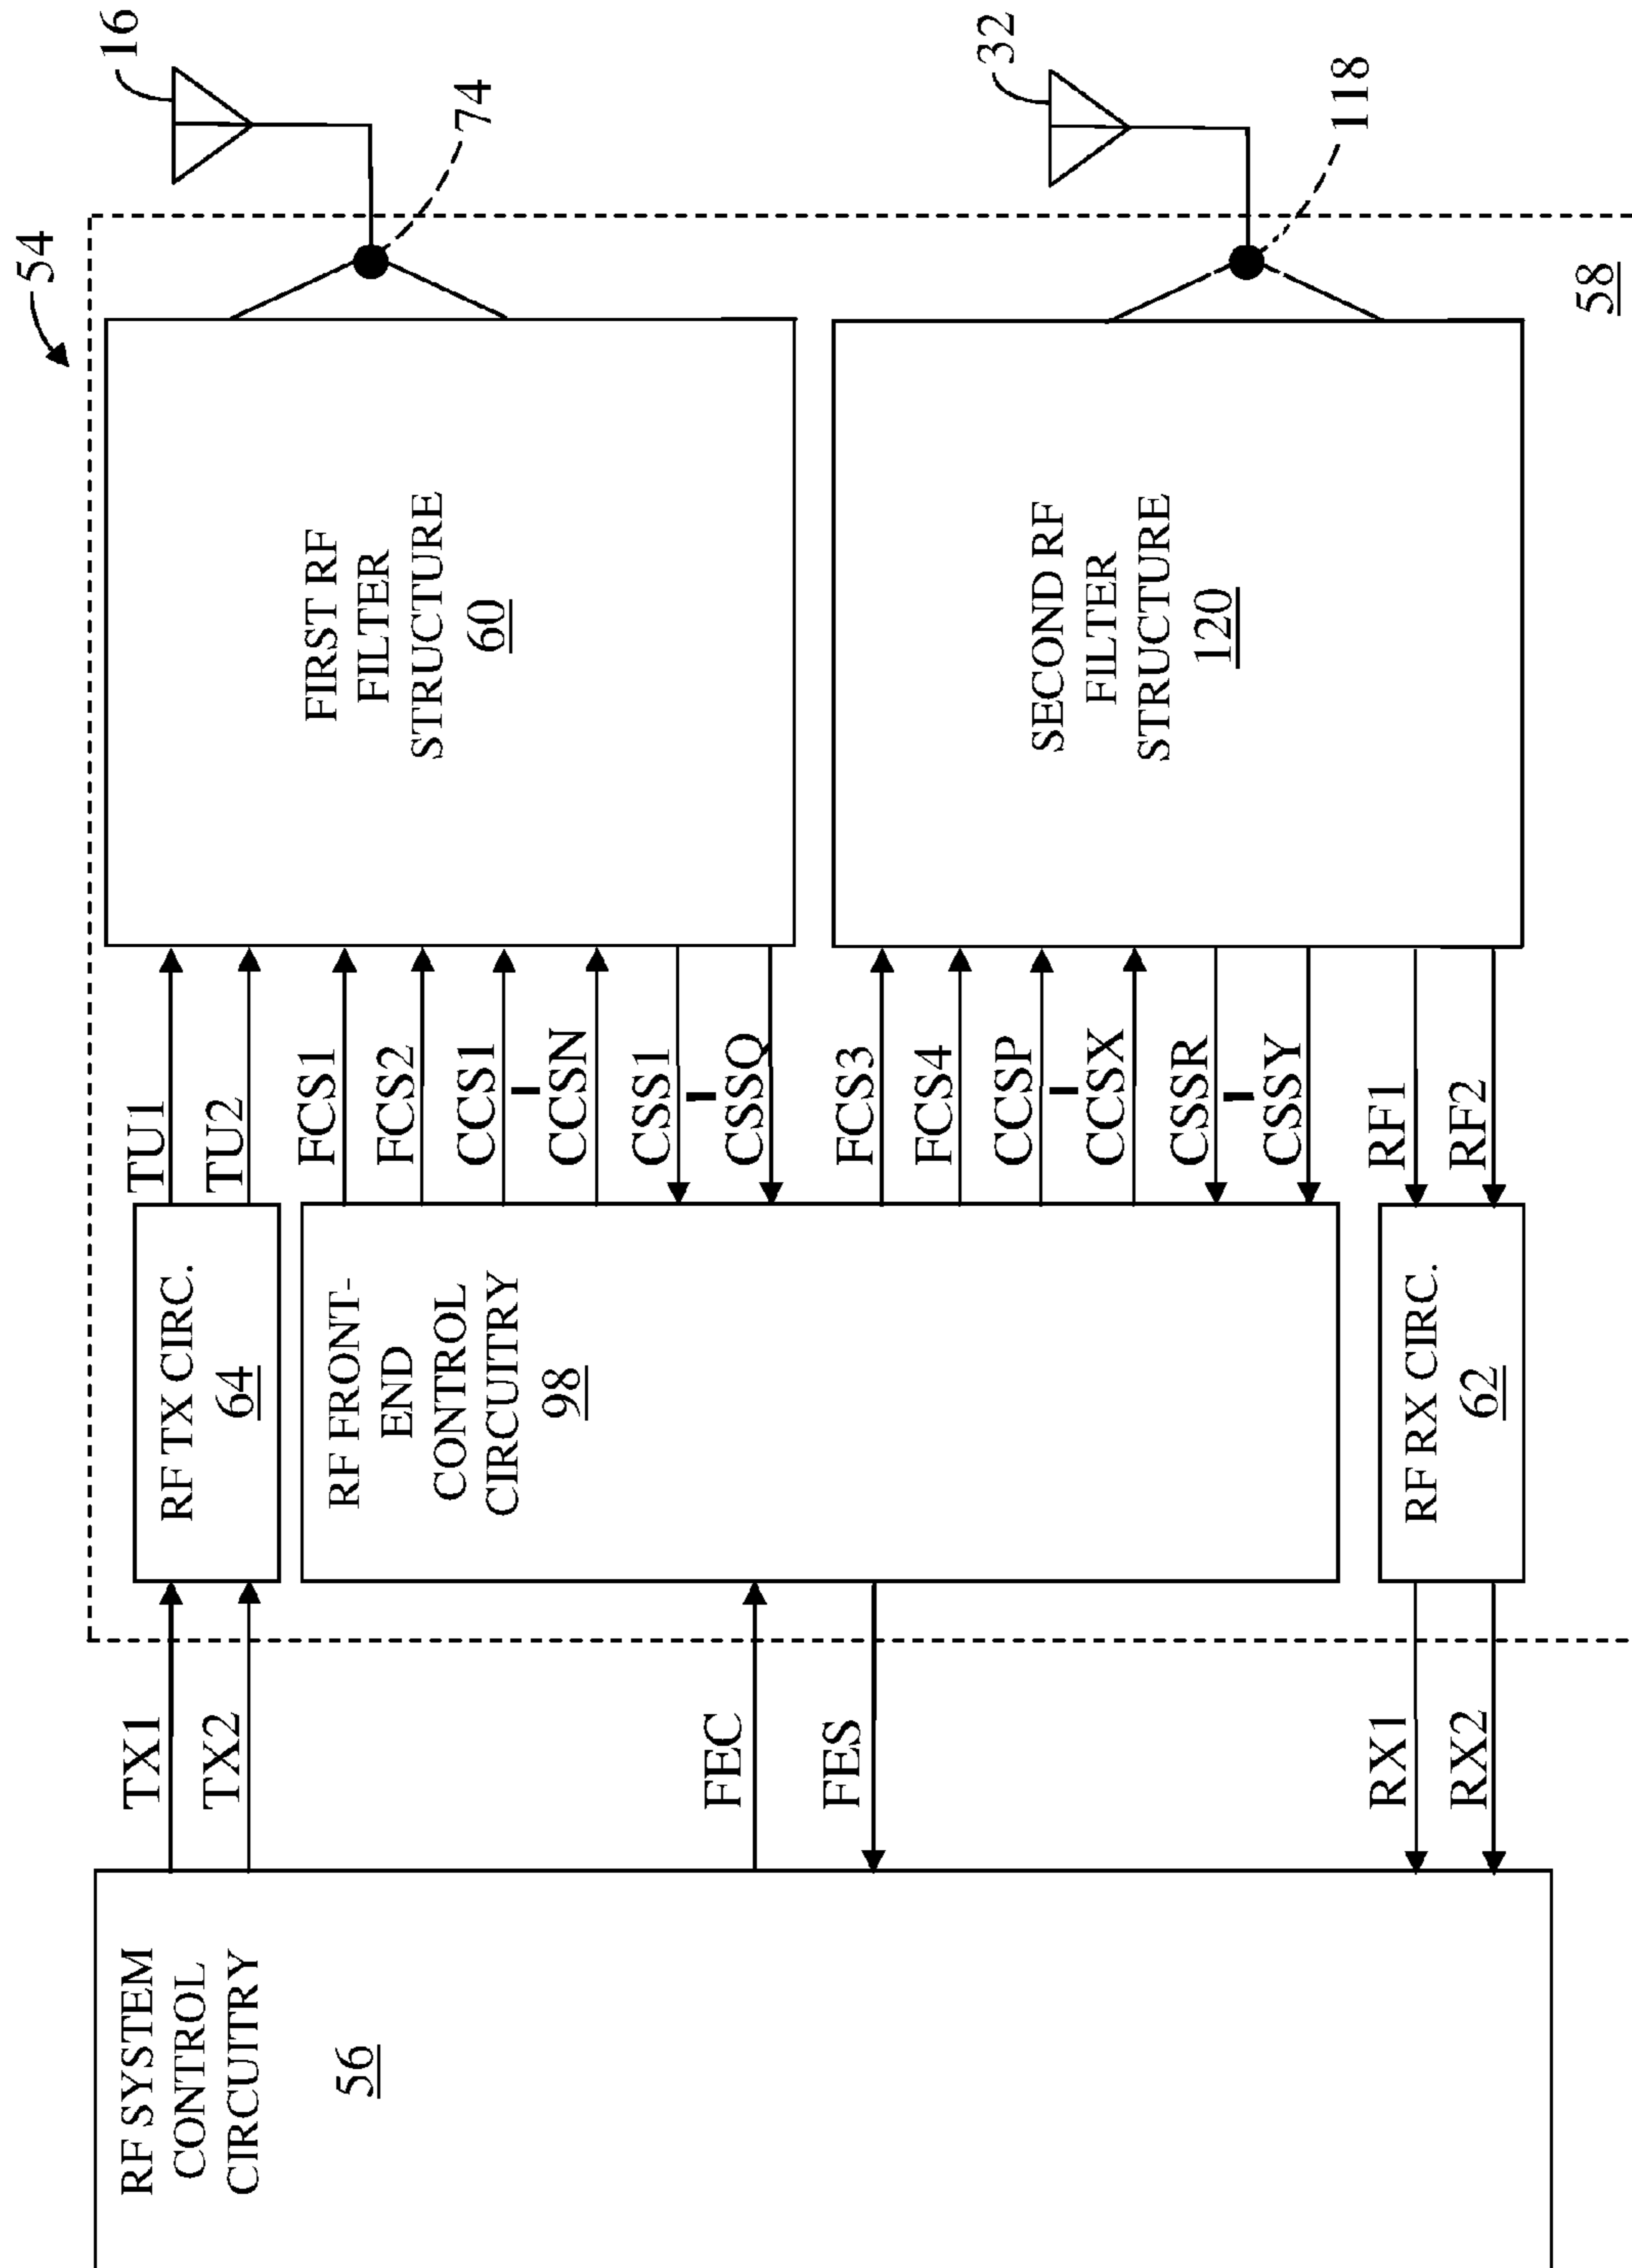 54
16
74
32
118
58
FIRST RF
FILTER
STRUCTURE
60
SECOND RF
FILTER
STRUCTURE
120
TU1
TU2
FCS1
FCS2
CCS1
CCSN
CSS1
CSSQ
FCS3
FCS4
CCSP
CCSX
CSSR
CSSY
RF1
RF2
RF TX CIRC.
64
RF FRONT-
END
CONTROL
CIRCUITRY
98
RF RX CIRC.
62
TX1
TX2
FEC
FES
RX1
RX2
RF SYSTEM
CONTROL
CIRCUITRY
56